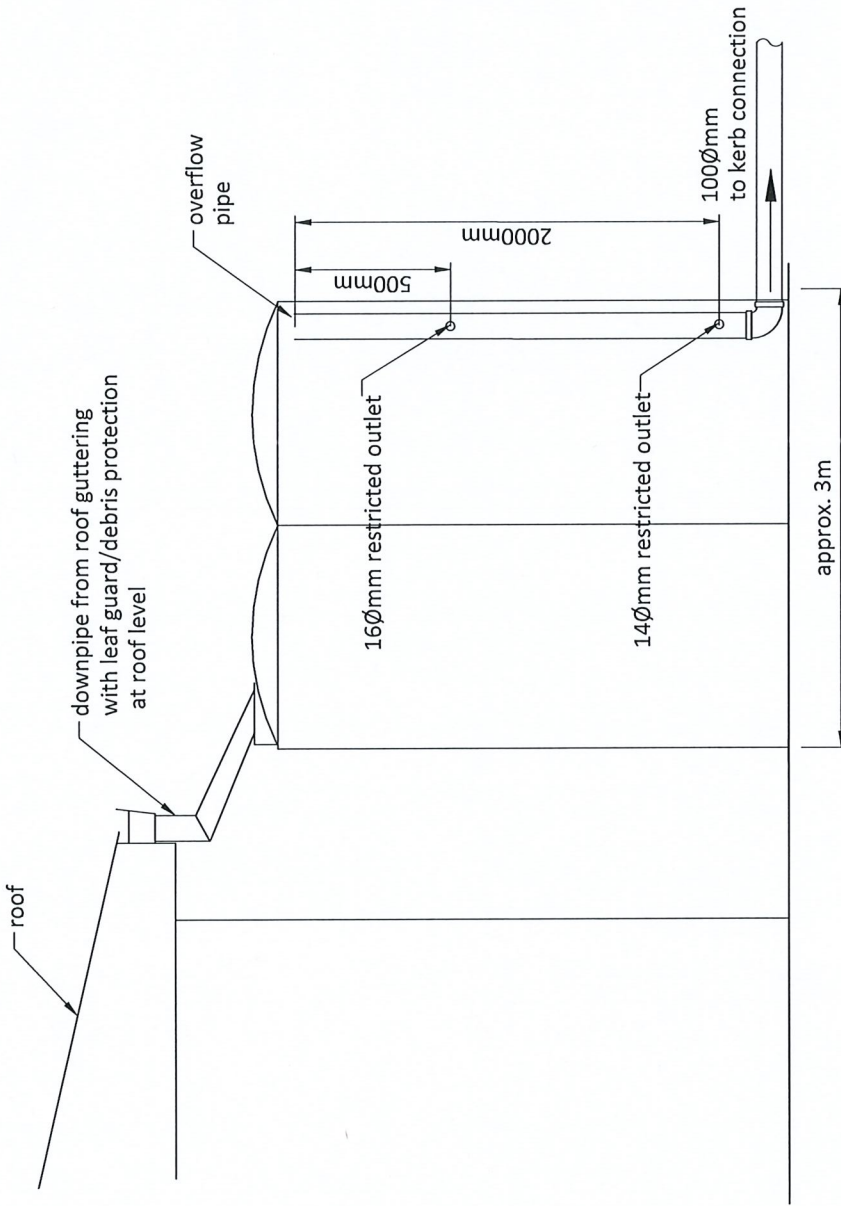 roof
downpipe from roof guttering
with leaf guard/debris protection
at roof level
overflow
pipe
500mm
2000mm
16Ømm restricted outlet
14Ømm restricted outlet
100Ømm
to kerb connection
approx. 3m